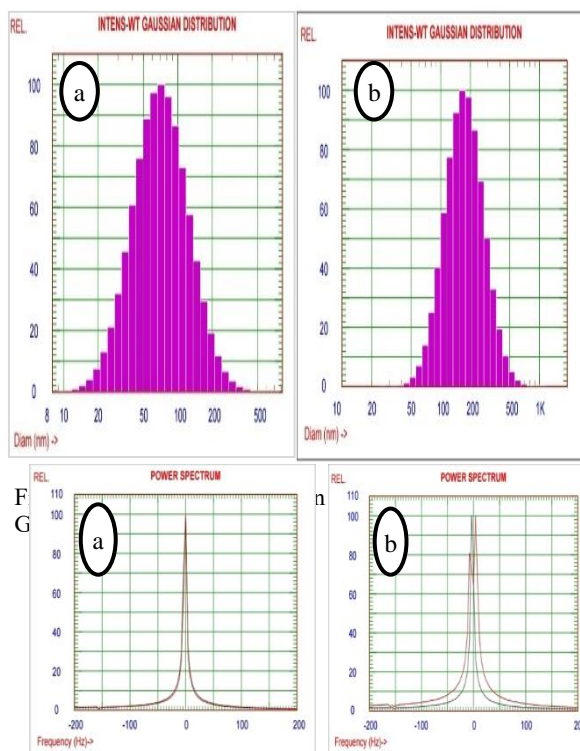 REL. INTENS-WT GAUSSIAN DISTRIBUTION
a
100
80
60
40
20
0
8 10 20 50 100 200 500
Diam (nm) ->
REL. INTENS-WT GAUSSIAN DISTRIBUTION
b
100
80
60
40
20
0
10 20 50 100 200 500 1K
Diam (nm) ->
REL. POWER SPECTRUM
a
110
100
80
60
40
20
0
-200 -100 0 100 200
Frequency (Hz)->
REL. POWER SPECTRUM
b
110
100
80
60
40
20
0
-200 -100 0 100 200
Frequency (Hz)->